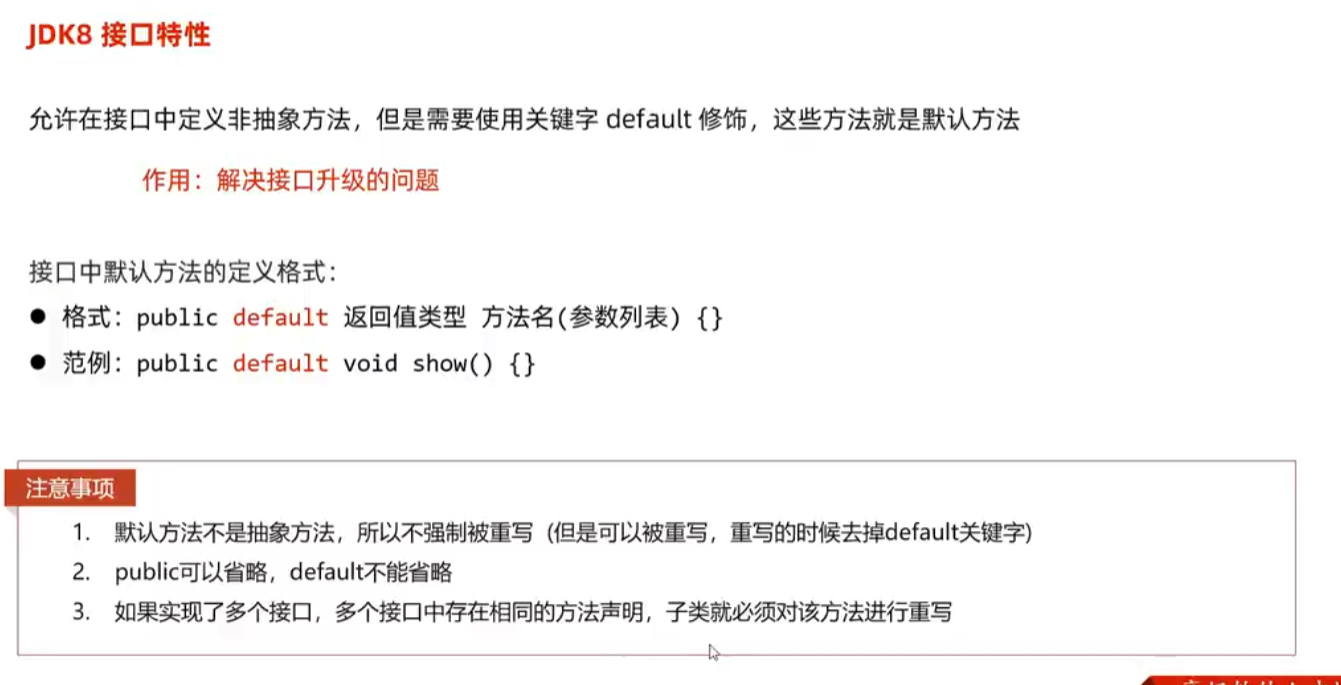 JDK8 接口特性
允许在接口中定义非抽象方法，但是需要使用关键字 default 修饰，这些方法就是默认方法
作用：解决接口升级的问题
接口中默认方法的定义格式：
● 格式：public default 返回值类型 方法名(参数列表) {}
● 范例：public default void show() {}
注意事项
1. 默认方法不是抽象方法，所以不强制被重写（但是可以被重写，重写的时候去掉default关键字）
2. public可以省略，default不能省略
3. 如果实现了多个接口，多个接口中存在相同的方法声明，子类就必须对该方法进行重写